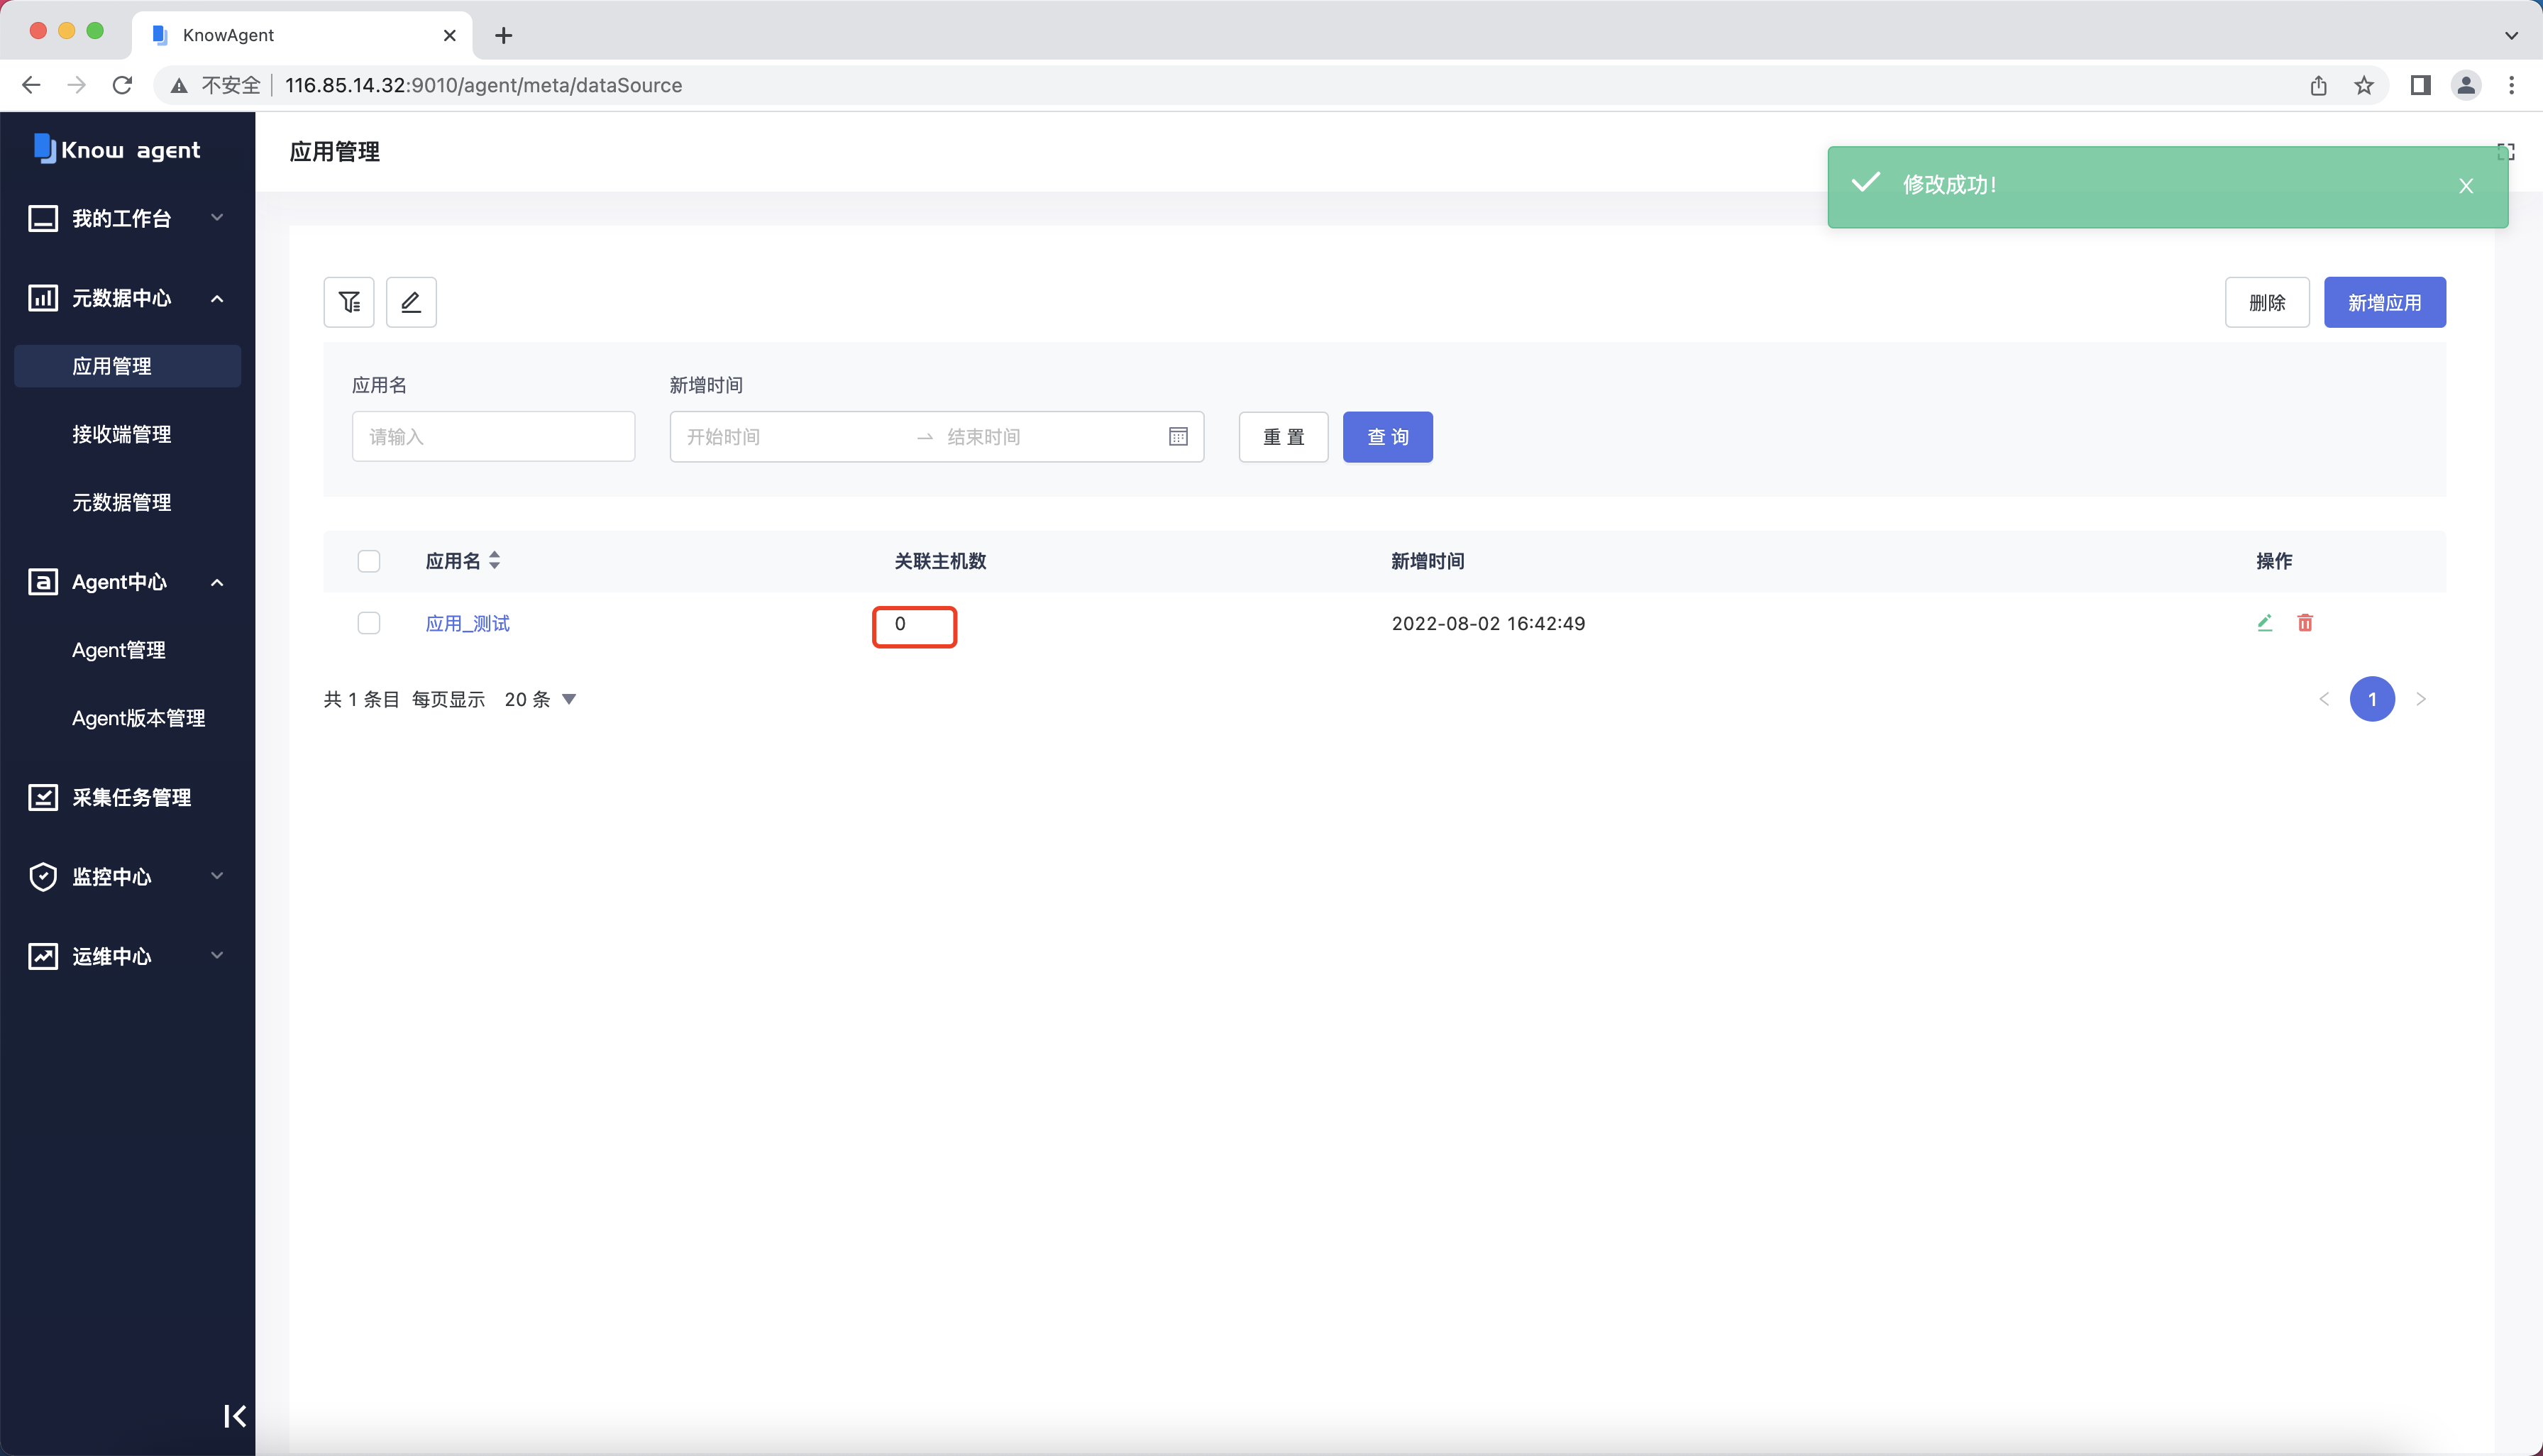 KnowAgent
不安全 116.85.14.32:9010/agent/meta/dataSource
Know agent
我的工作台
元数据中心
应用管理
接收端管理
元数据管理
Agent中心
Agent管理
Agent版本管理
采集任务管理
监控中心
运维中心
应用管理
修改成功!
删除 新增应用
应用名 新增时间
请输入 开始时间 结束时间 重置 查询
应用名 关联主机数 新增时间 操作
应用_测试 0 2022-08-02 16:42:49
共 1 条目 每页显示 20 条 1